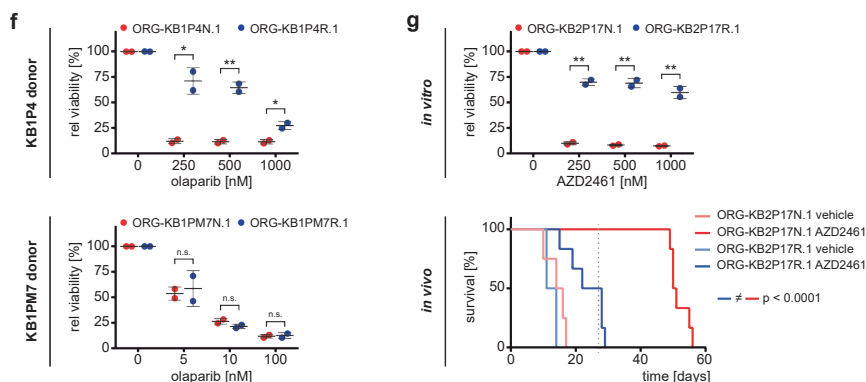 f
KB1P4 donor
ORG-KB1P4N.1 ORG-KB1P4R.1
rel viability [%]
100
75
50
25
0
* ** *
0 250 500 1000
olaparib [nM]
KB1PM7 donor
ORG-KB1PM7N.1 ORG-KB1PM7R.1
rel viability [%]
100
75
50
25
0
n.s. n.s. n.s.
0 5 10 100
olaparib [nM]
g
in vitro
ORG-KB2P17N.1 ORG-KB2P17R.1
rel viability [%]
100
75
50
25
0
** ** **
0 250 500 1000
AZD2461 [nM]
in vivo
survival [%]
100
50
0
0 20 40 60
time [days]
ORG-KB2P17N.1 vehicle
ORG-KB2P17N.1 AZD2461
ORG-KB2P17R.1 vehicle
ORG-KB2P17R.1 AZD2461
≠ p < 0.0001